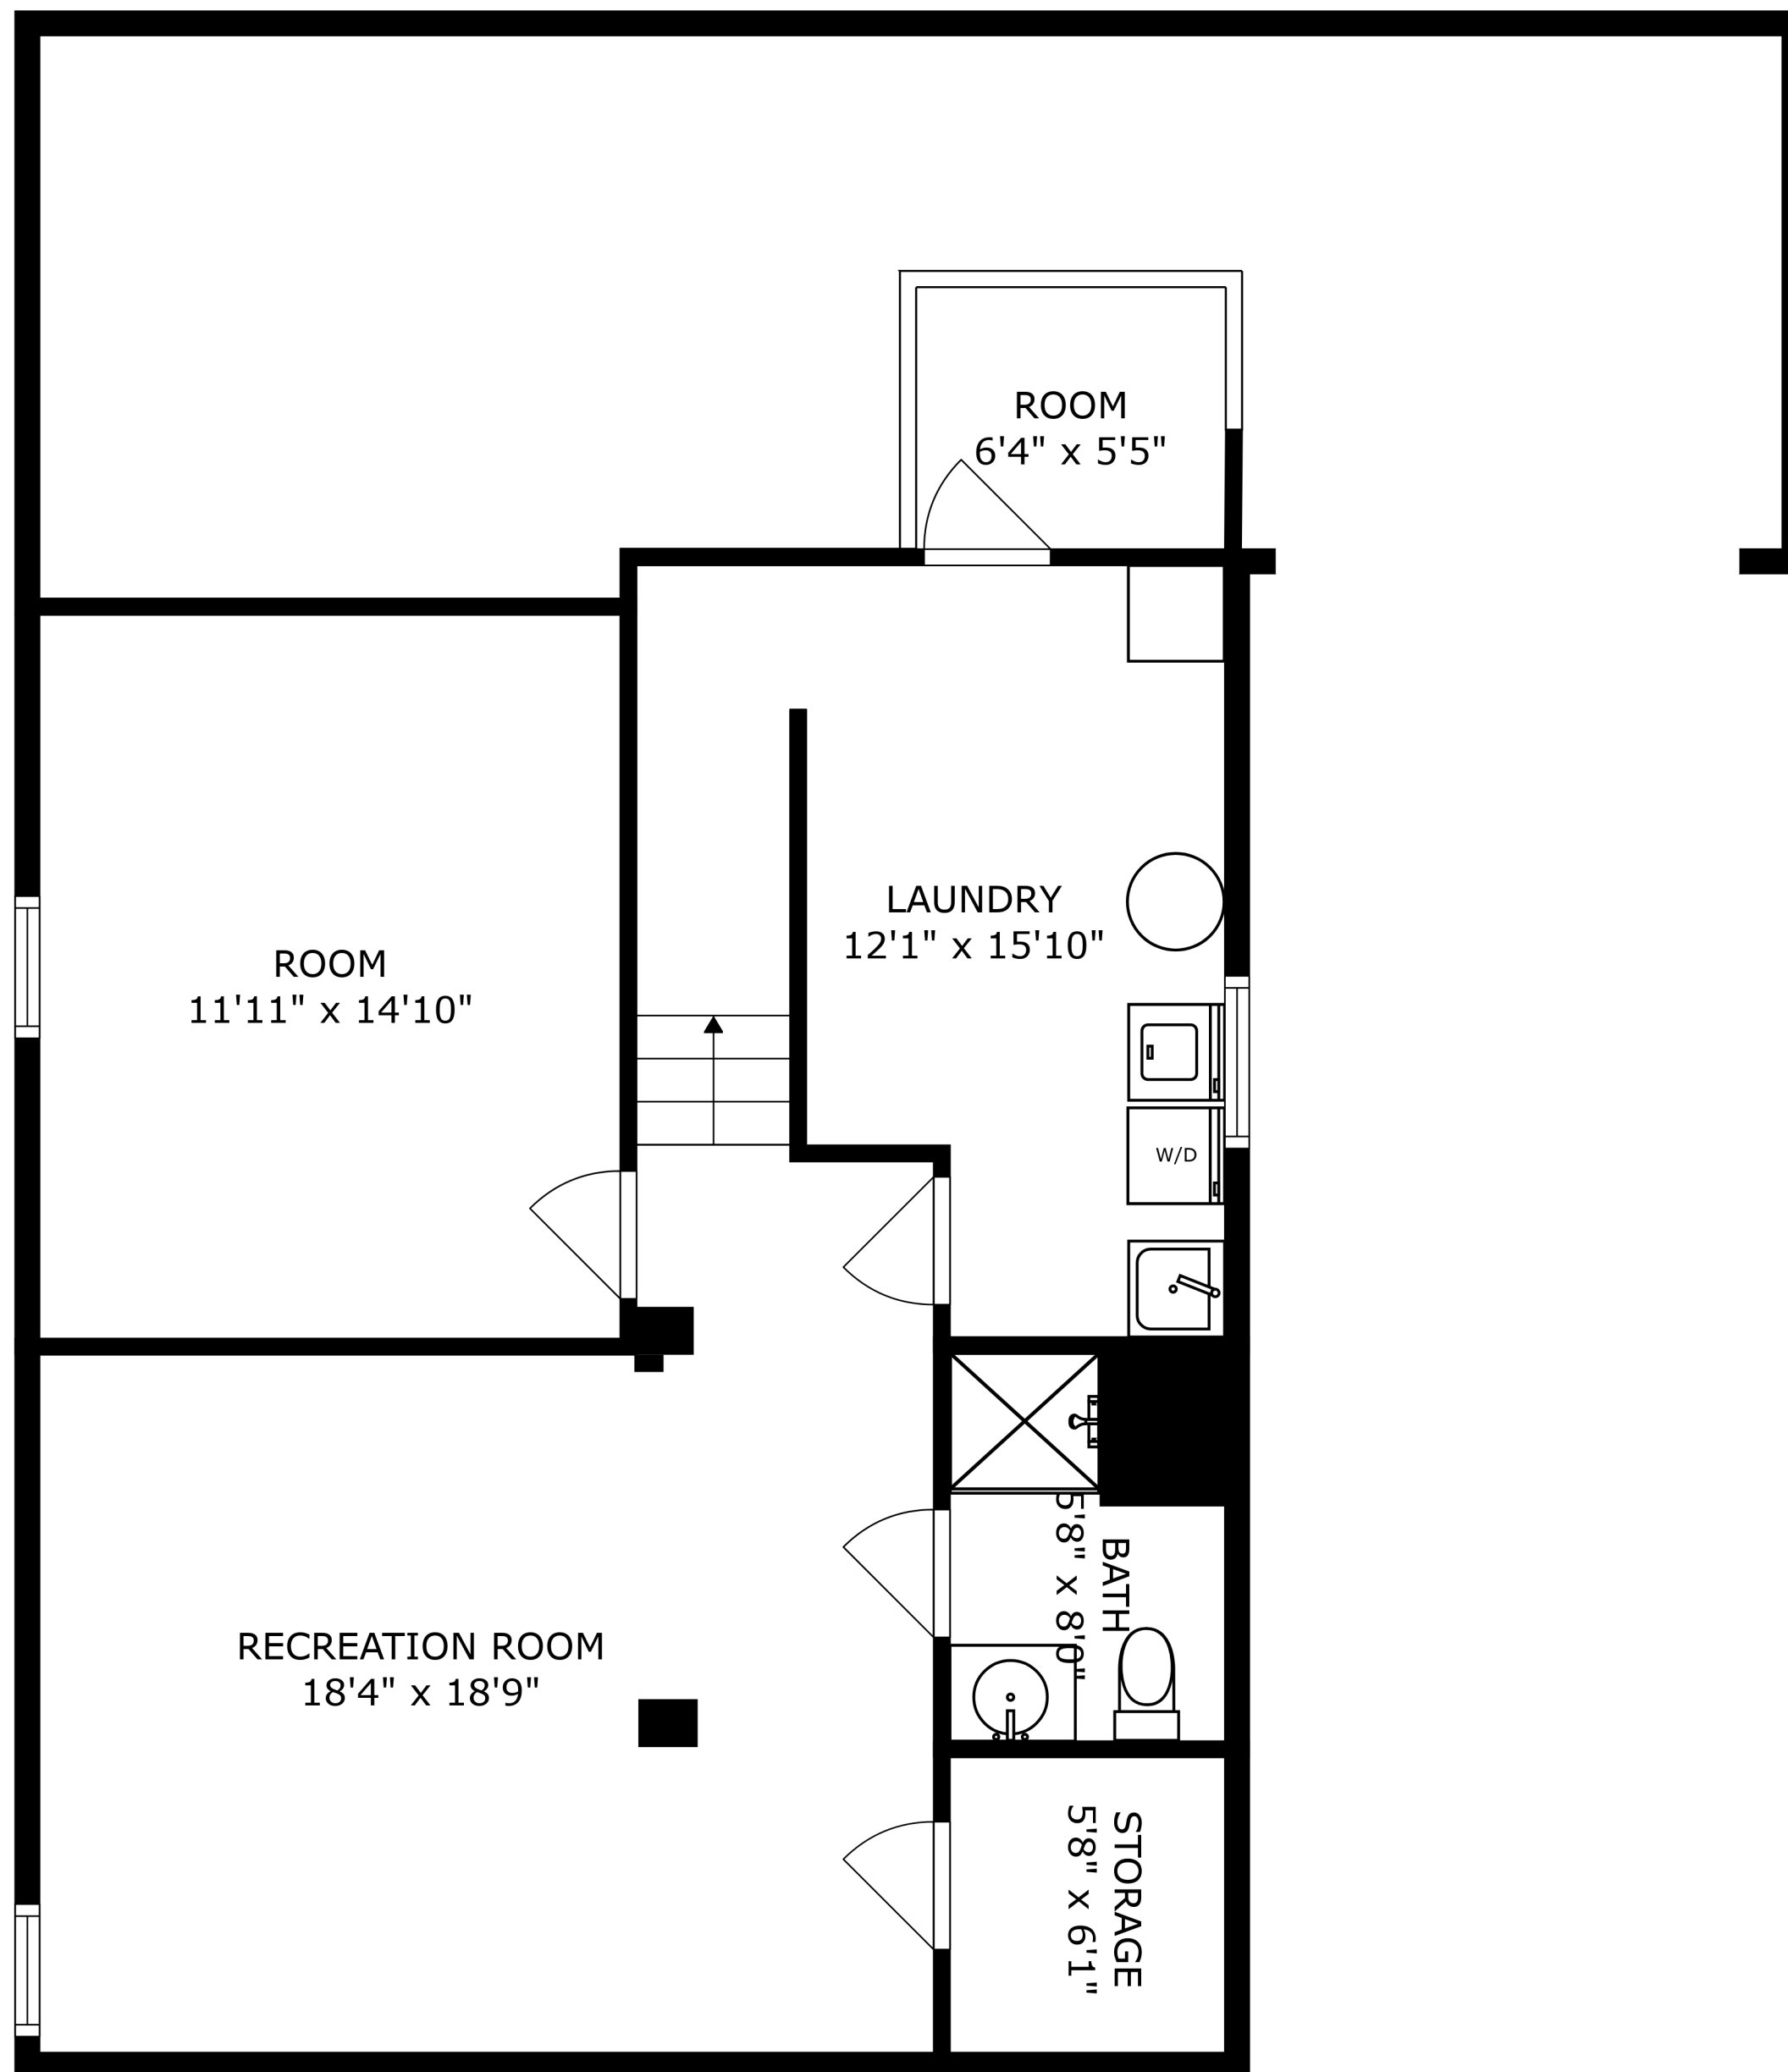 ROOM
6'4" x 5'5"
LAUNDRY
12'1" x 15'10"
ROOM
11'11" x 14'10"
W/D
BATH
5'8" x 8'0"
RECREATION ROOM
18'4" x 18'9"
STORAGE
5'8" x 6'1"